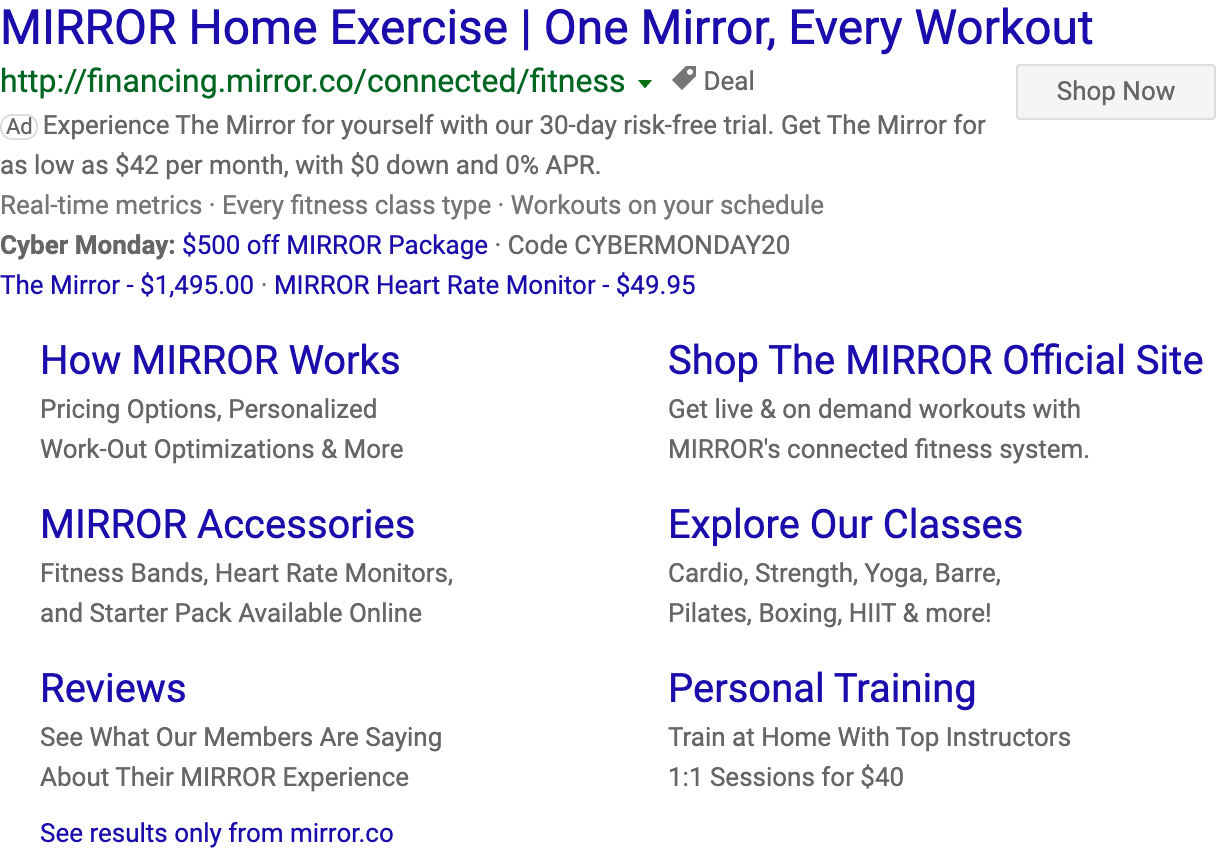 MIRROR Home Exercise | One Mirror, Every Workout
http://financing.mirror.co/connected/fitness Deal
Shop Now
Ad Experience The Mirror for yourself with our 30-day risk-free trial. Get The Mirror for
as low as $42 per month, with $0 down and 0% APR.
Real-time metrics · Every fitness class type · Workouts on your schedule
Cyber Monday: $500 off MIRROR Package · Code CYBERMONDAY20
The Mirror - $1,495.00 · MIRROR Heart Rate Monitor - $49.95
How MIRROR Works
Pricing Options, Personalized
Work-Out Optimizations & More
Shop The MIRROR Official Site
Get live & on demand workouts with
MIRROR's connected fitness system.
MIRROR Accessories
Fitness Bands, Heart Rate Monitors,
and Starter Pack Available Online
Explore Our Classes
Cardio, Strength, Yoga, Barre,
Pilates, Boxing, HIIT & more!
Reviews
See What Our Members Are Saying
About Their MIRROR Experience
Personal Training
Train at Home With Top Instructors
1:1 Sessions for $40
See results only from mirror.co